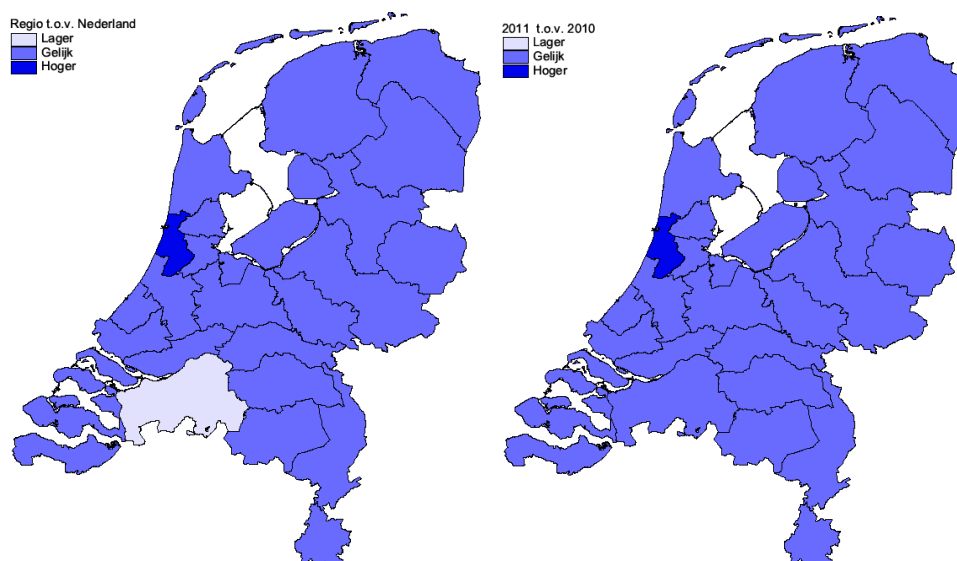 Regio t.o.v. Nederland
Lager
Gelijk
Hoger
2011 t.o.v. 2010
Lager
Gelijk
Hoger